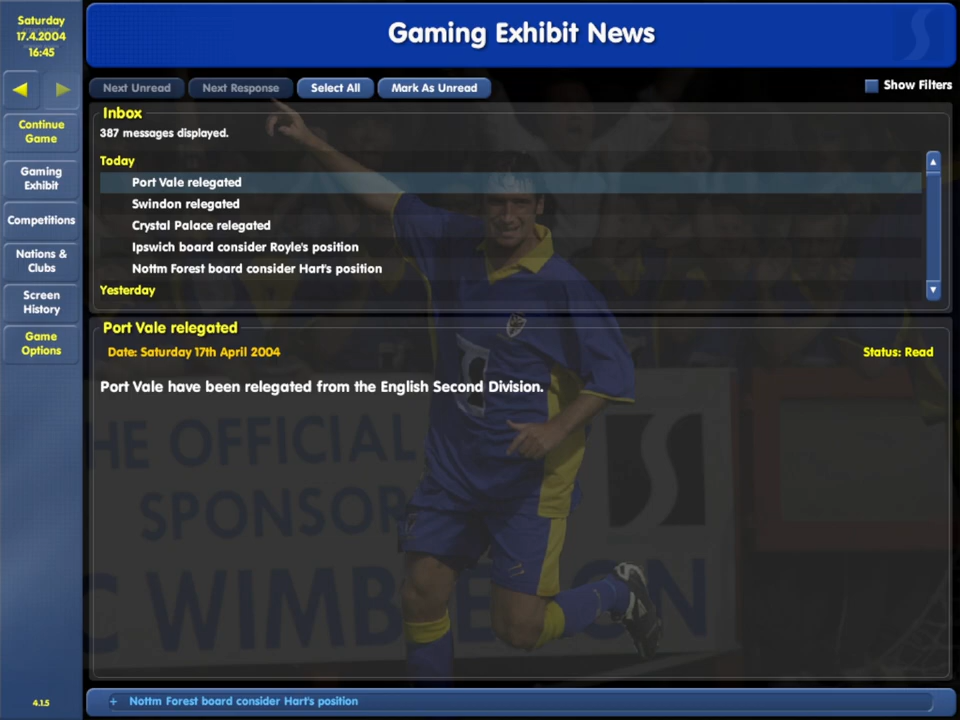 Saturday
17.4.2004
16:45
Gaming Exhibit News
Next Unread
Next Response
Select All
Mark As Unread
Show Filters
Continue
Game
Gaming
Exhibit
Competitions
Nations &
Clubs
Screen
History
Game
Options
Inbox
387 messages displayed.
Today
Port Vale relegated
Swindon relegated
Crystal Palace relegated
Ipswich board consider Royle's position
Nottm Forest board consider Hart's position
Yesterday
Port Vale relegated
Date: Saturday 17th April 2004
Status: Read
Port Vale have been relegated from the English Second Division.
HE OFFICIAL
SPONSOR
C WIMBLEDON
4.1.5
+ Nottm Forest board consider Hart's position